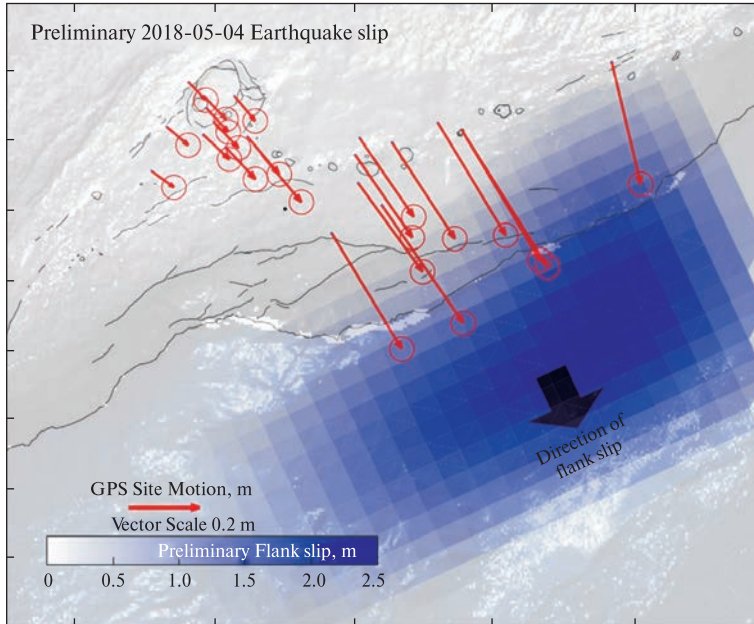 Preliminary 2018-05-04 Earthquake slip
Direction of
flank slip
GPS Site Motion, m
Vector Scale 0.2 m
Preliminary Flank slip, m
0 0.5 1.0 1.5 2.0 2.5